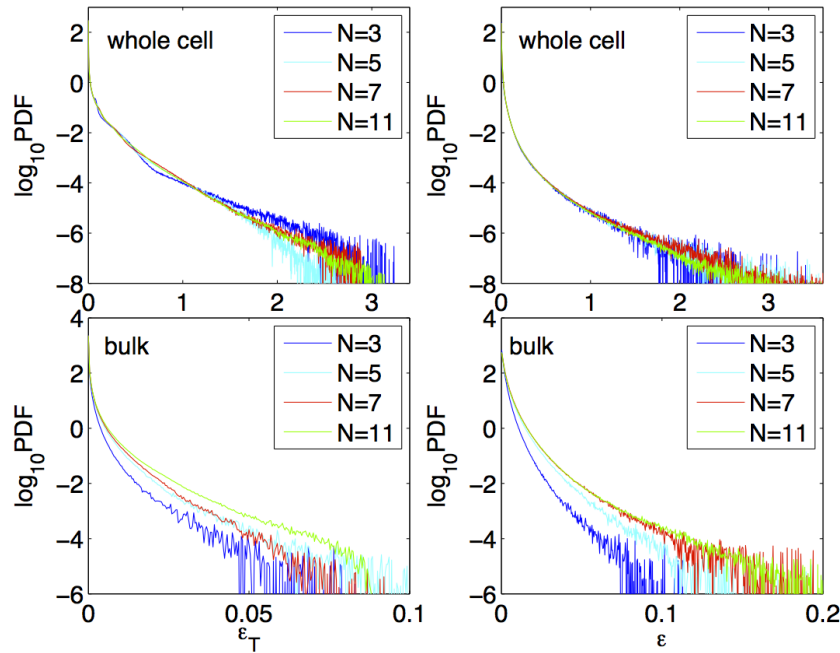 whole cell
N=3
N=5
N=7
N=11
log10PDF
2
0
−2
−4
−6
−8
0
1
2
3
whole cell
N=3
N=5
N=7
N=11
log10PDF
2
0
−2
−4
−6
−8
0
1
2
3
bulk
N=3
N=5
N=7
N=11
log10PDF
4
2
0
−2
−4
−6
0
0.05
0.1
εT
bulk
N=3
N=5
N=7
N=11
log10PDF
4
2
0
−2
−4
−6
0
0.1
0.2
ε